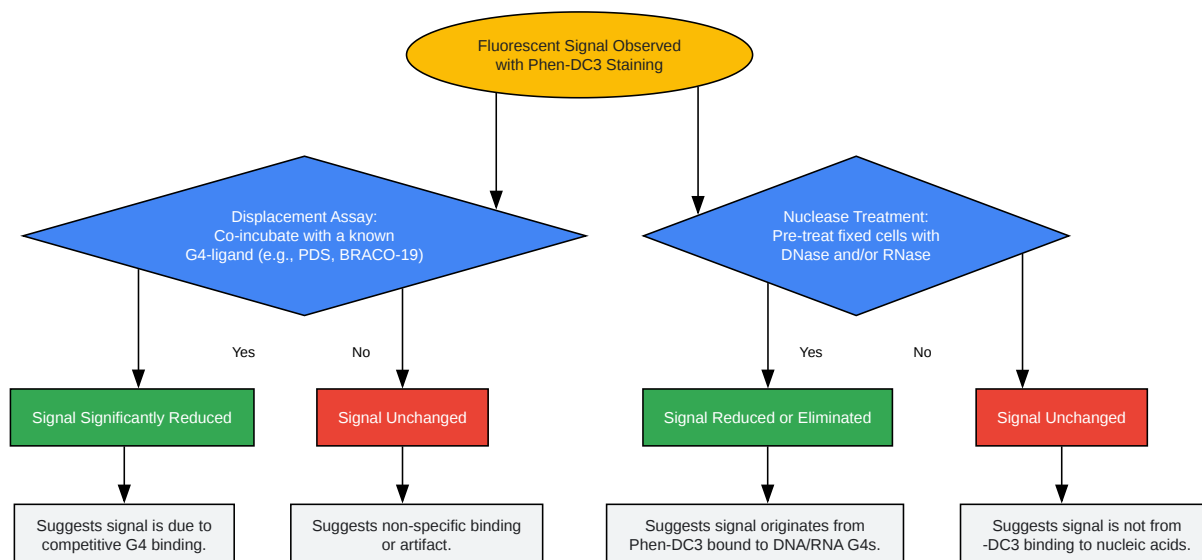 Fluorescent Signal Observed
with Phen-DC3 Staining
Displacement Assay:
Co-incubate with a known
G4-ligand (e.g., PDS, BRACO-19)
Nuclease Treatment:
Pre-treat fixed cells with
DNase and/or RNase
Yes
No
Yes
No
Signal Significantly Reduced
Signal Unchanged
Signal Reduced or Eliminated
Signal Unchanged
Suggests signal is due to
competitive G4 binding.
Suggests non-specific binding
or artifact.
Suggests signal originates from
Phen-DC3 bound to DNA/RNA G4s.
Suggests signal is not from
-DC3 binding to nucleic acids.